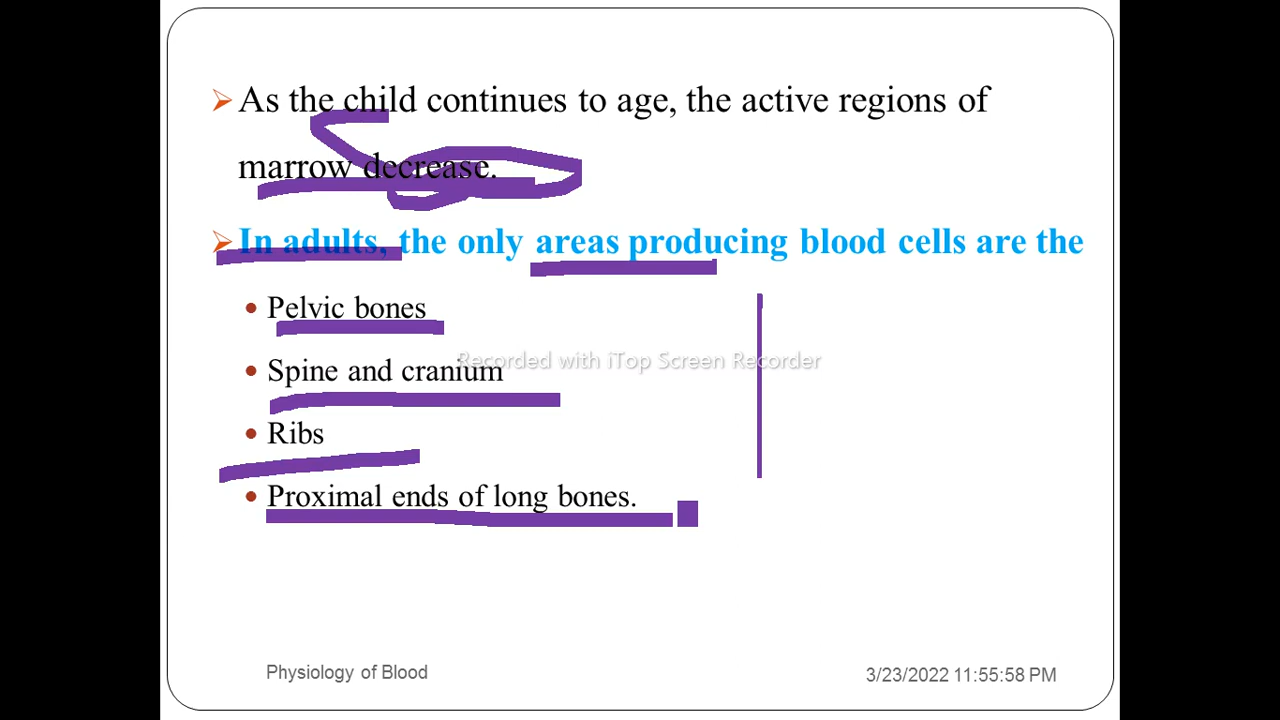 ➢As the child continues to age, the active regions of
marrow decrease.
➢In adults, the only areas producing blood cells are the
• Pelvic bones
• Spine and cranium
Recorded with iTop Screen Recorder
• Ribs
• Proximal ends of long bones.
Physiology of Blood
3/23/2022 11:55:58 PM